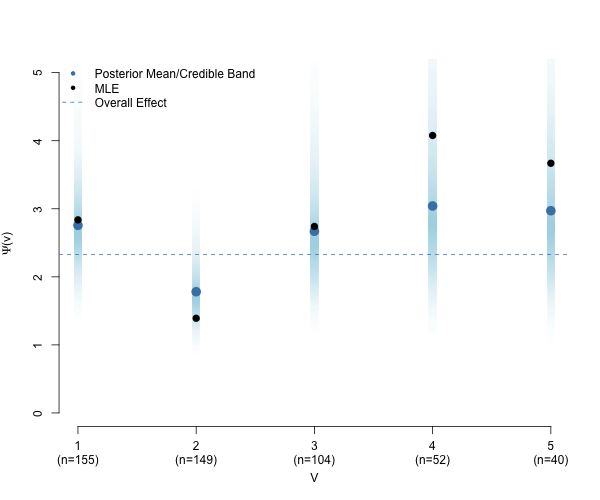 Posterior Mean/Credible Band
MLE
Overall Effect
5
4
3
2
1
0
Ψ(v)
1 2 3 4 5
(n=155) (n=149) (n=104) (n=52) (n=40)
V